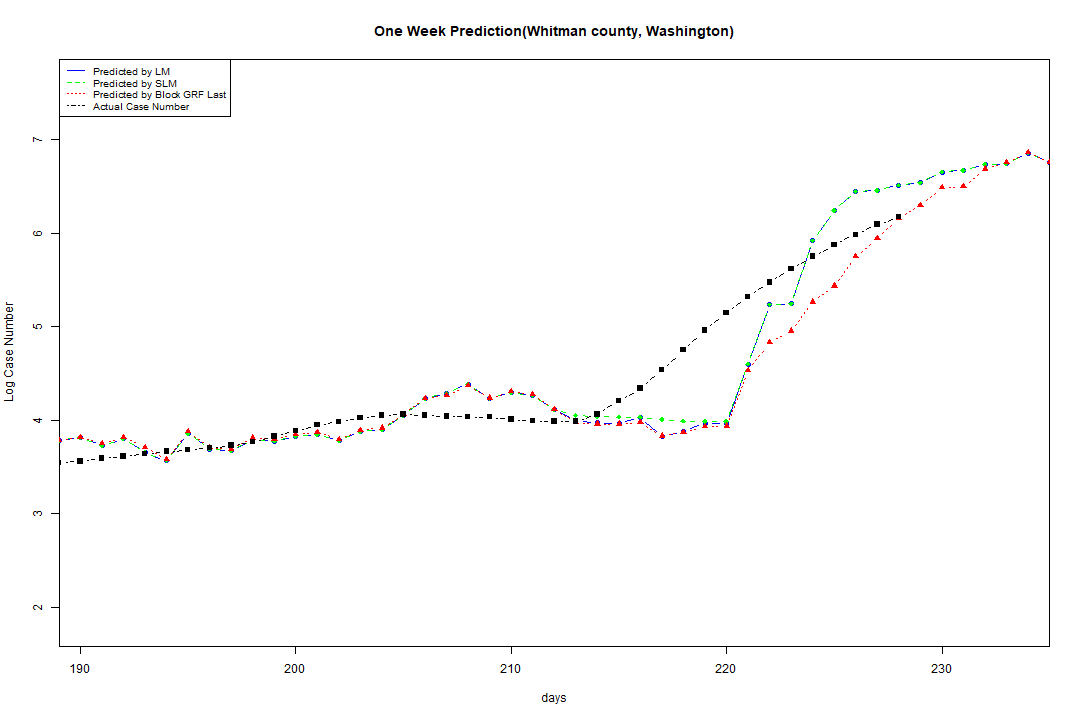 One Week Prediction(Whitman county, Washington)
Predicted by LM
Predicted by SLM
Predicted by Block GRF Last
Actual Case Number
7
6
5
4
3
2
Log Case Number
190 200 210 220 230
days